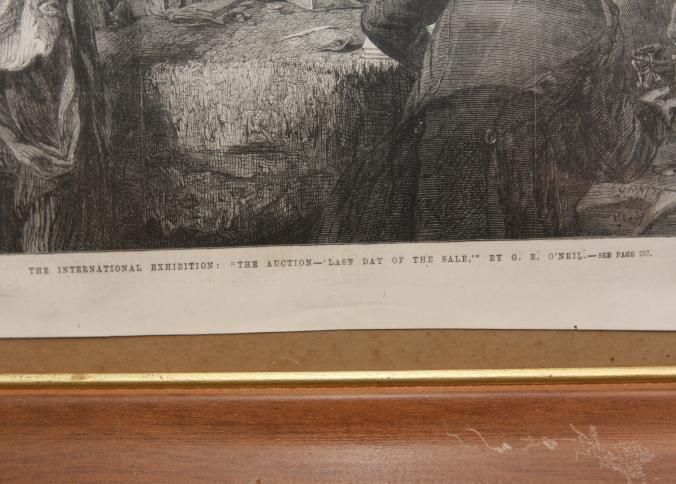 THE INTERNATIONAL EXHIBITION: "THE AUCTION—'LAST DAY OF THE SALE,'" BY G. B. O'NEIL.—SEE PAGE 257.